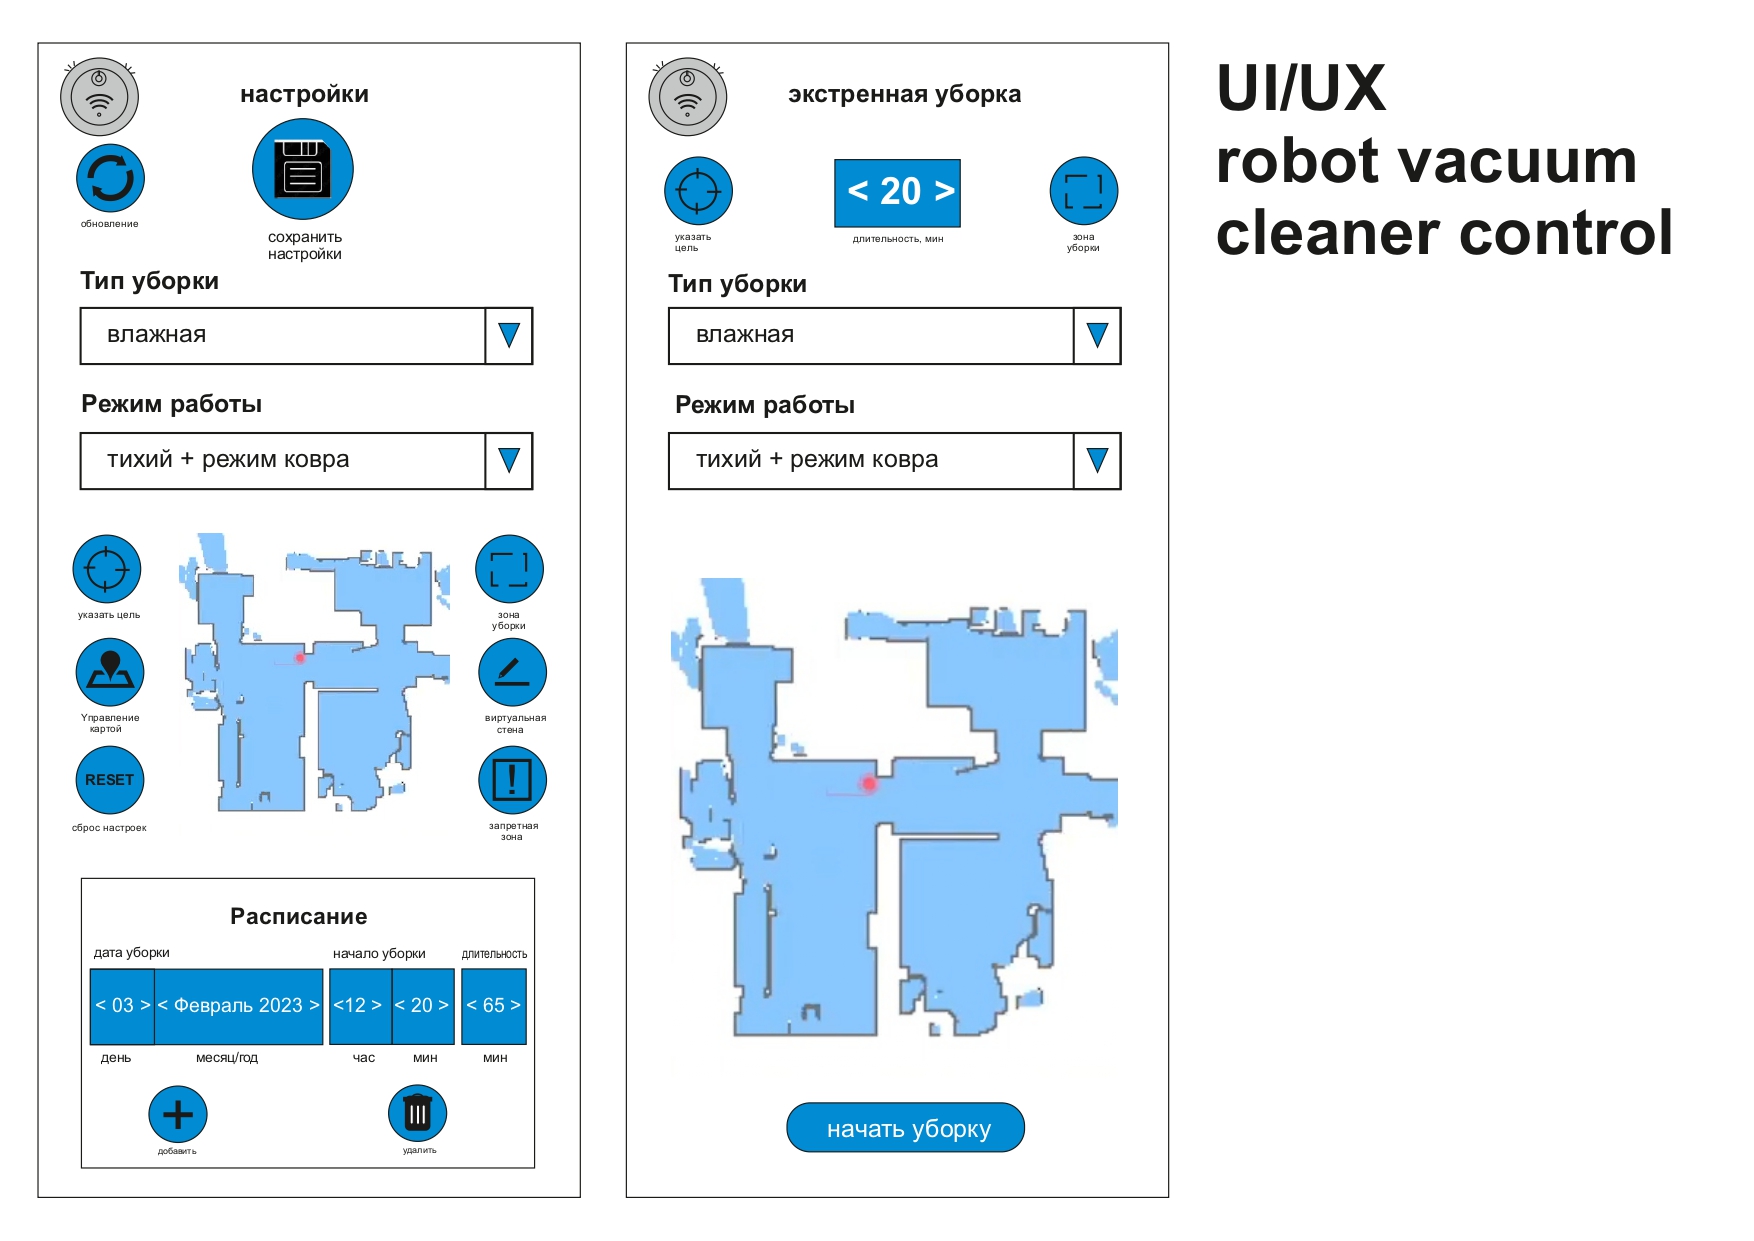 настройки
обновление
сохранить
настройки
Тип уборки
влажная
Режим работы
тихий + режим ковра
указать цель
зона
уборки
Управление
картой
виртуальная
стена
RESET
сброс настроек
запретная
зона
Расписание
дата уборки
начало уборки
длительность
< 03 > < Февраль 2023 > <12 > < 20 > < 65 >
день
месяц/год
час
мин
мин
добавить
удалить
экстренная уборка
указать
цель
< 20 >
длительность, мин
зона
уборки
Тип уборки
влажная
Режим работы
тихий + режим ковра
начать уборку
UI/UX
robot vacuum
cleaner control